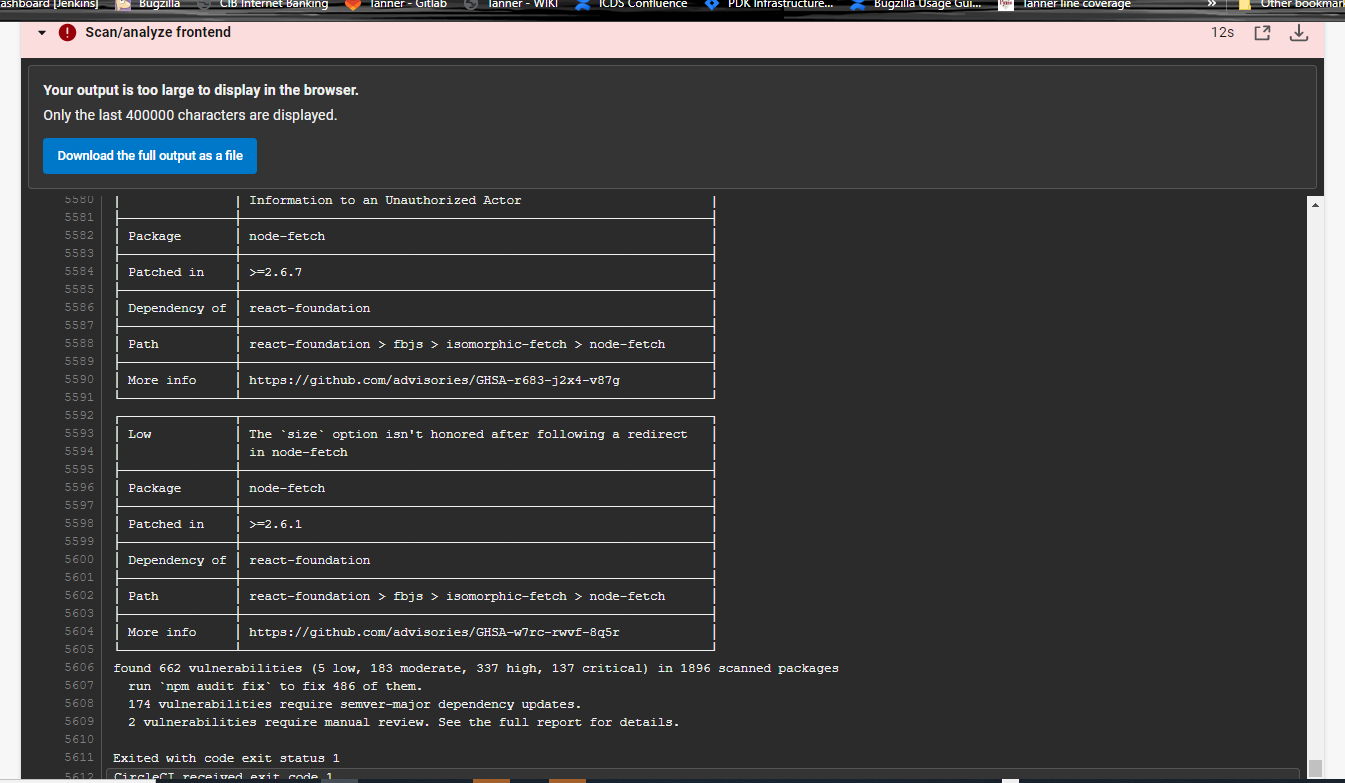 ashboard [Jenkins] Bugzilla CIB Internet Banking Tanner - Gitlab Tanner - WIKI ICDS Confluence PDK Infrastructure... Bugzilla Usage Gui... Tanner line coverage » Other bookmar
Scan/analyze frontend 12s
Your output is too large to display in the browser.
Only the last 400000 characters are displayed.
Download the full output as a file
5580 Information to an Unauthorized Actor
5581
5582 Package node-fetch
5583
5584 Patched in >=2.6.7
5585
5586 Dependency of react-foundation
5587
5588 Path react-foundation > fbjs > isomorphic-fetch > node-fetch
5589
5590 More info https://github.com/advisories/GHSA-r683-j2x4-v87g
5591
5592
5593 Low The `size` option isn't honored after following a redirect
5594 in node-fetch
5595
5596 Package node-fetch
5597
5598 Patched in >=2.6.1
5599
5600 Dependency of react-foundation
5601
5602 Path react-foundation > fbjs > isomorphic-fetch > node-fetch
5603
5604 More info https://github.com/advisories/GHSA-w7rc-rwvf-8q5r
5605
5606 found 662 vulnerabilities (5 low, 183 moderate, 337 high, 137 critical) in 1896 scanned packages
5607 run `npm audit fix` to fix 486 of them.
5608 174 vulnerabilities require semver-major dependency updates.
5609 2 vulnerabilities require manual review. See the full report for details.
5610
5611 Exited with code exit status 1
5612 CircleCI received exit code 1